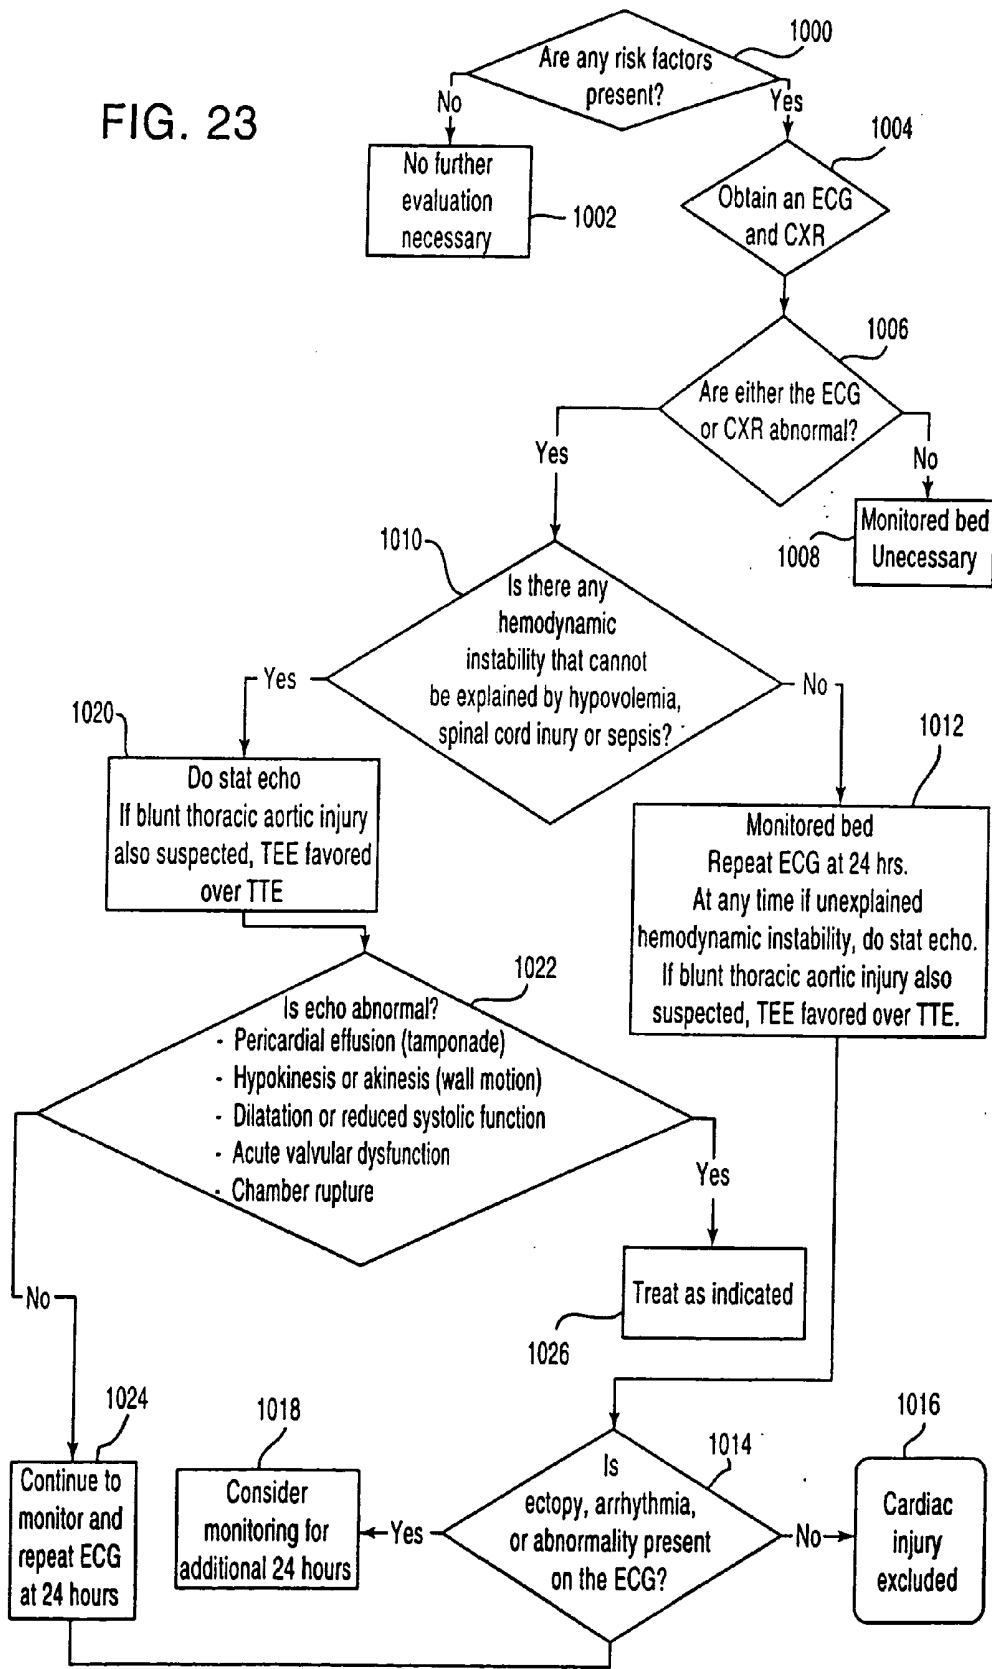 FIG. 23
1000
Are any risk factors
present?
No
Yes
No further
evaluation
necessary
1002
1004
Obtain an ECG
and CXR
1006
Are either the ECG
or CXR abnormal?
Yes
No
1008
Monitored bed
Unecessary
1010
Is there any
hemodynamic
instability that cannot
be explained by hypovolemia,
spinal cord inury or sepsis?
Yes
No
1020
Do stat echo
If blunt thoracic aortic injury
also suspected, TEE favored
over TTE
1012
Monitored bed
Repeat ECG at 24 hrs.
At any time if unexplained
hemodynamic instability, do stat echo.
If blunt thoracic aortic injury also
suspected, TEE favored over TTE.
1022
Is echo abnormal?
- Pericardial effusion (tamponade)
- Hypokinesis or akinesis (wall motion)
- Dilatation or reduced systolic function
- Acute valvular dysfunction
- Chamber rupture
Yes
No
Treat as indicated
1026
1024
Continue to
monitor and
repeat ECG
at 24 hours
1018
Consider
monitoring for
additional 24 hours
Yes
1014
Is
ectopy, arrhythmia,
or abnormality present
on the ECG?
No
1016
Cardiac
injury
excluded